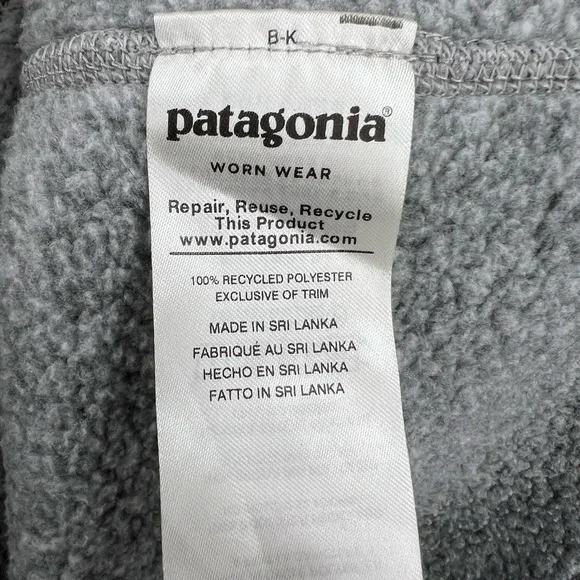 B-K
patagonia®
WORN WEAR
Repair, Reuse, Recycle
This Product
www.patagonia.com
100% RECYCLED POLYESTER
EXCLUSIVE OF TRIM
MADE IN SRI LANKA
FABRIQUÉ AU SRI LANKA
HECHO EN SRI LANKA
FATTO IN SRI LANKA